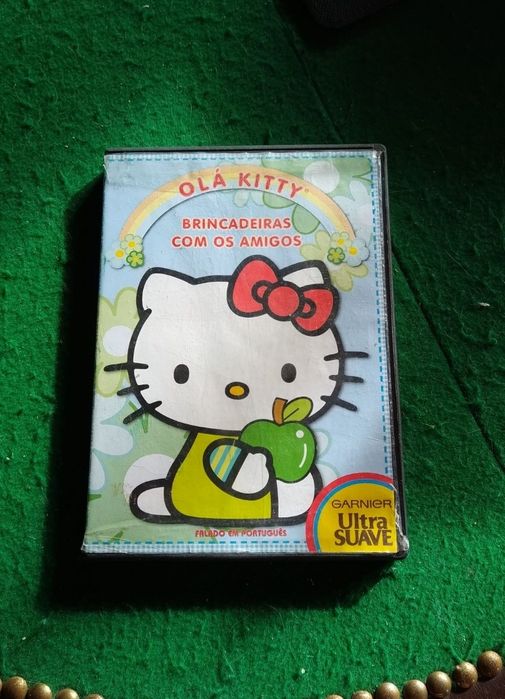 OLÁ KITTY®
BRINCADEIRAS
COM OS AMIGOS
FALADO EM PORTUGUÊS
GARNIER
Ultra
SUAVE